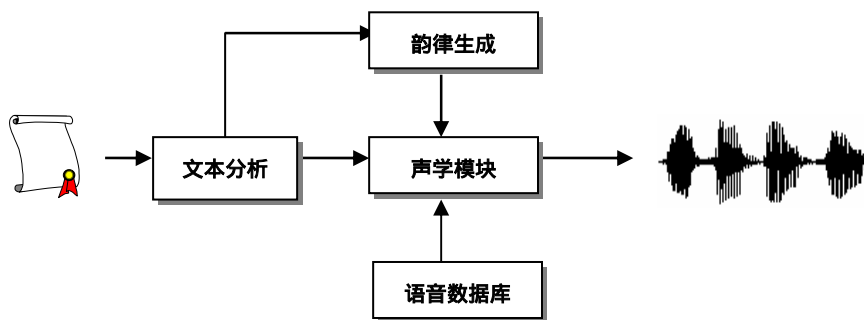 韵律生成
文本分析
声学模块
语音数据库